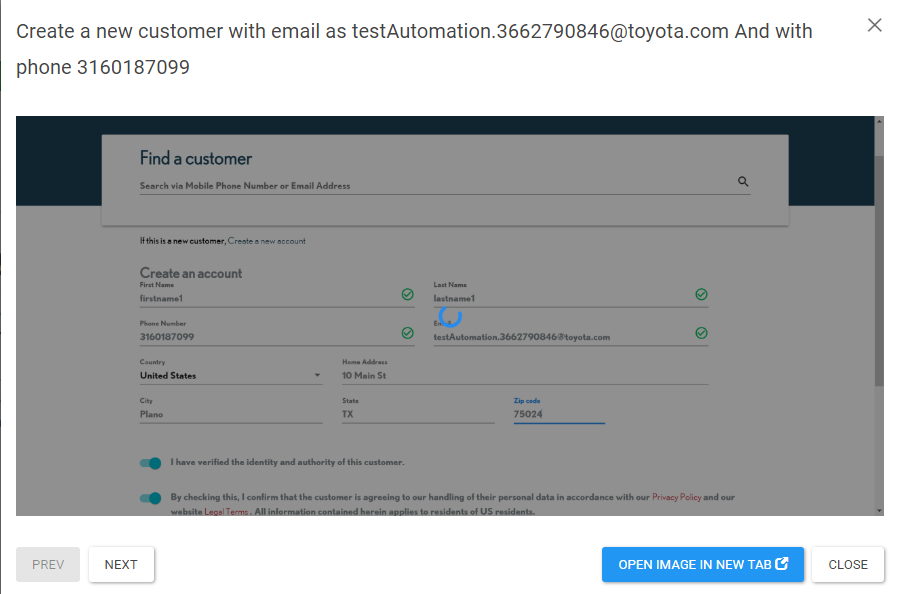 Create a new customer with email as testAutomation.3662790846@toyota.com And with
phone 3160187099
Find a customer
Search via Mobile Phone Number or Email Address
If this is a new customer, Create a new account
Create an account
First Name
Last Name
firstname1
lastname1
Phone Number
3160187099
testAutomation.3662790846@toyota.com
Country
Home Address
United States
10 Main St
City
State
Zip code
Plano
TX
75024
I have verified the identity and authority of this customer.
By checking this, I confirm that the customer is agreeing to our handling of their personal data in accordance with our Privacy Policy and our
website Legal Terms . All information contained herein applies to residents of US residents.
PREV
NEXT
OPEN IMAGE IN NEW TAB
CLOSE